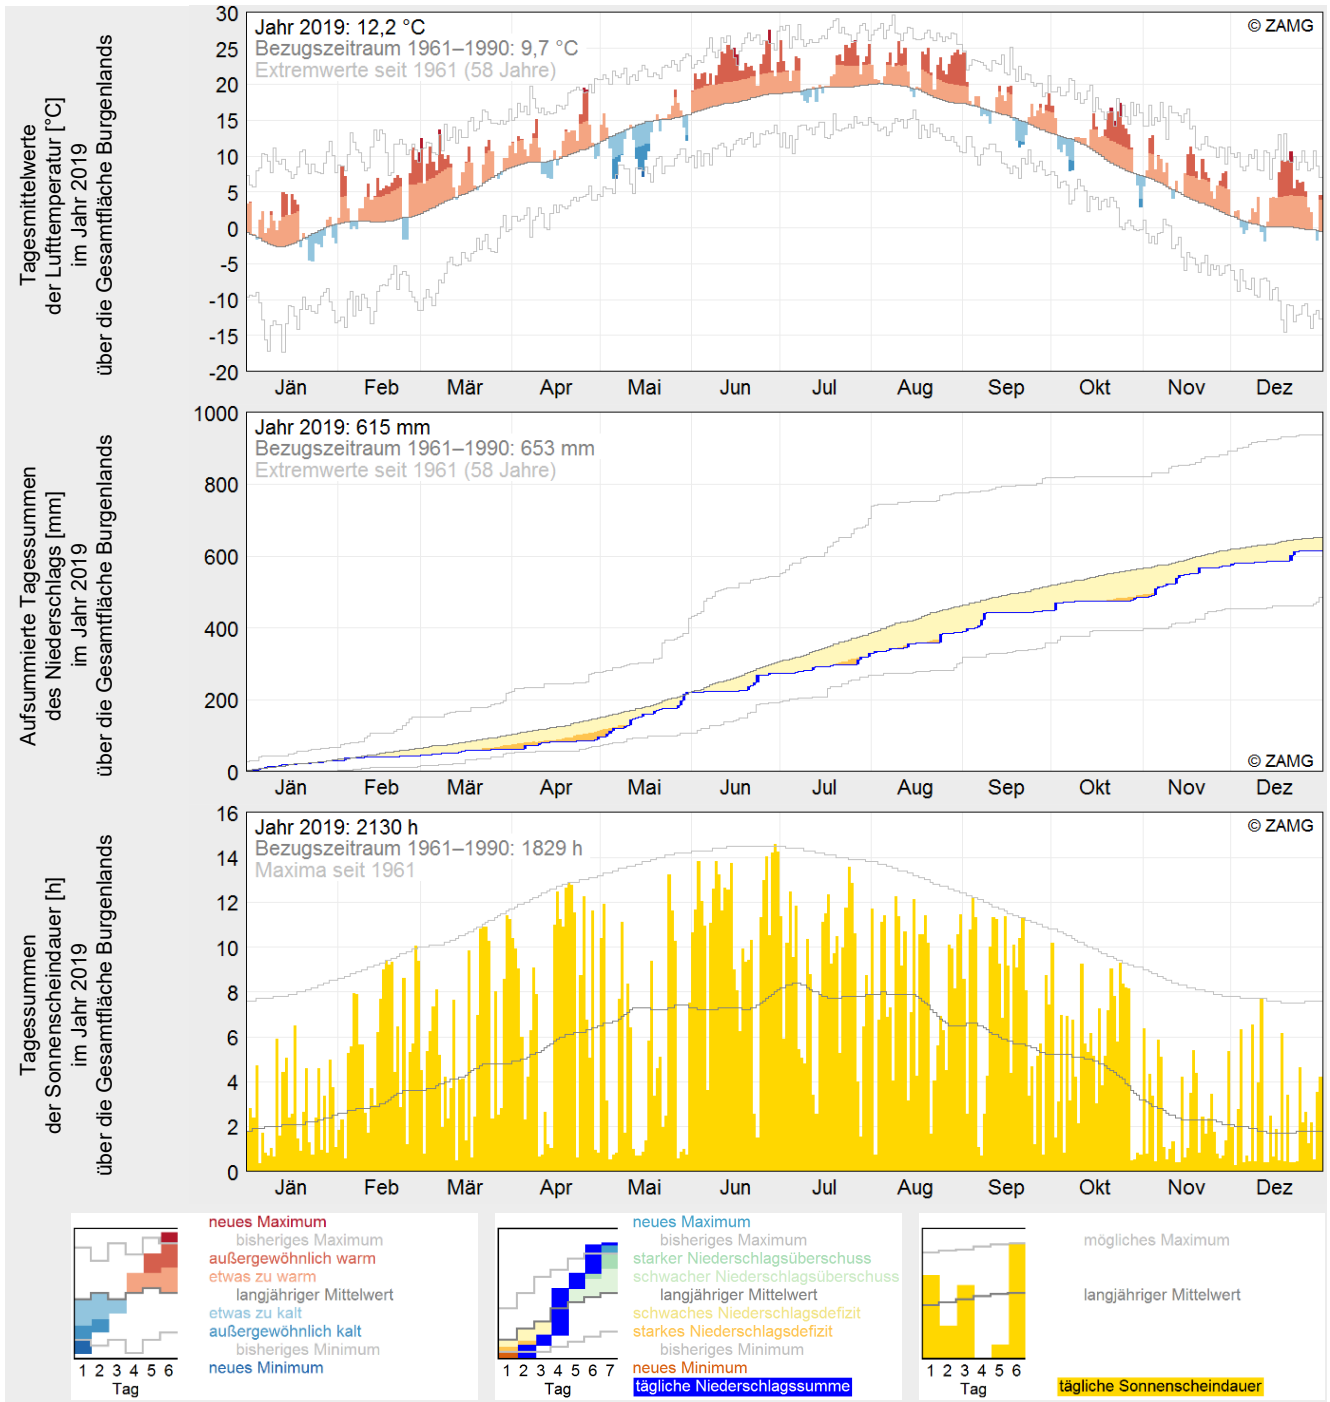 Tagesmittelwerte
der Lufttemperatur [°C]
im Jahr 2019
über die Gesamtfläche Burgenlands
30
25
20
15
10
5
0
-5
-10
-15
-20
Jahr 2019: 12,2 °C
Bezugszeitraum 1961–1990: 9,7 °C
Extremwerte seit 1961 (58 Jahre)
© ZAMG
Jän Feb Mär Apr Mai Jun Jul Aug Sep Okt Nov Dez
Aufsummierte Tagessummen
des Niederschlags [mm]
im Jahr 2019
über die Gesamtfläche Burgenlands
1000
800
600
400
200
0
Jahr 2019: 615 mm
Bezugszeitraum 1961–1990: 653 mm
Extremwerte seit 1961 (58 Jahre)
© ZAMG
Jän Feb Mär Apr Mai Jun Jul Aug Sep Okt Nov Dez
Tagessummen
der Sonnenscheindauer [h]
im Jahr 2019
über die Gesamtfläche Burgenlands
16
14
12
10
8
6
4
2
0
Jahr 2019: 2130 h
Bezugszeitraum 1961–1990: 1829 h
Maxima seit 1961
© ZAMG
Jän Feb Mär Apr Mai Jun Jul Aug Sep Okt Nov Dez
neues Maximum
bisheriges Maximum
außergewöhnlich warm
etwas zu warm
langjähriger Mittelwert
etwas zu kalt
außergewöhnlich kalt
bisheriges Minimum
neues Minimum
1 2 3 4 5 6
Tag
neues Maximum
bisheriges Maximum
starker Niederschlagsüberschuss
schwacher Niederschlagsüberschuss
langjähriger Mittelwert
schwaches Niederschlagsdefizit
starkes Niederschlagsdefizit
bisheriges Minimum
neues Minimum
tägliche Niederschlagssumme
1 2 3 4 5 6 7
Tag
mögliches Maximum
langjähriger Mittelwert
tägliche Sonnenscheindauer
1 2 3 4 5 6
Tag